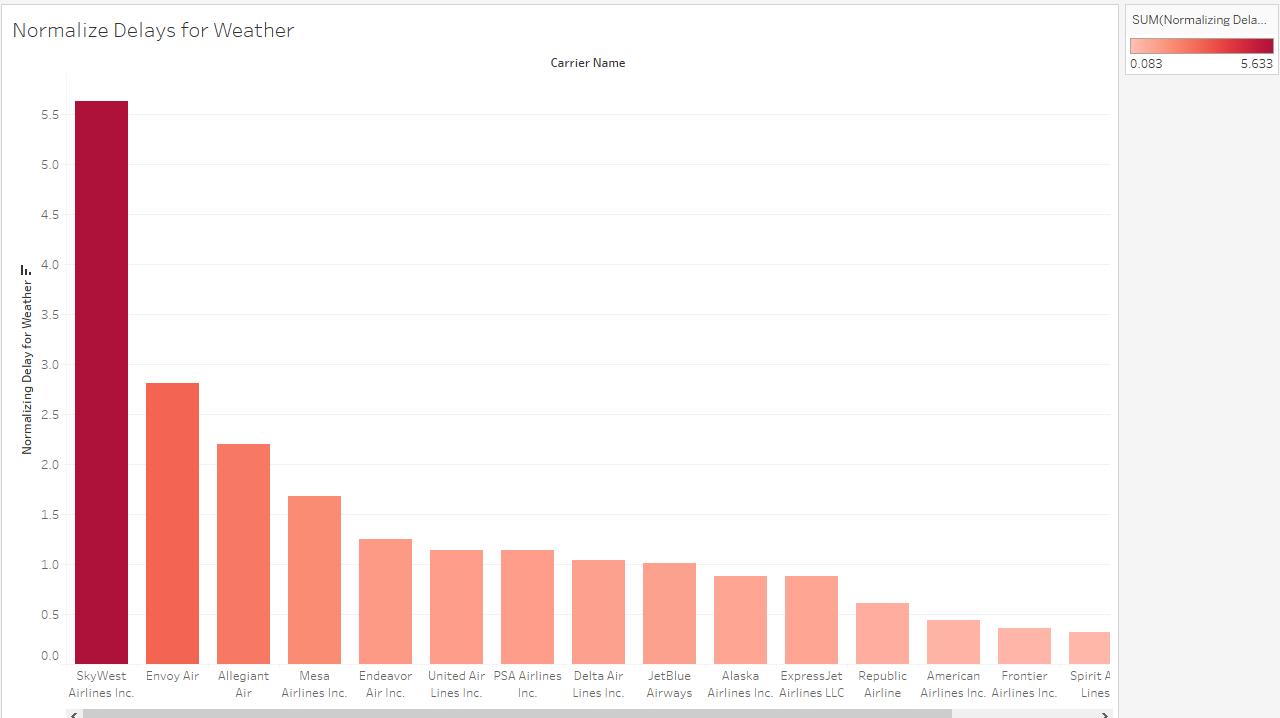 Normalize Delays for Weather
SUM(Normalizing Dela...
0.083 5.633
Carrier Name
Normalizing Delay for Weather
5.5
5.0
4.5
4.0
3.5
3.0
2.5
2.0
1.5
1.0
0.5
0.0
SkyWest Airlines Inc.
Envoy Air
Allegiant Air
Mesa Airlines Inc.
Endeavor Air Inc.
United Air Lines Inc.
PSA Airlines Inc.
Delta Air Lines Inc.
JetBlue Airways
Alaska Airlines Inc.
ExpressJet Airlines LLC
Republic Airline
American Airlines Inc.
Frontier Airlines Inc.
Spirit A
Lines